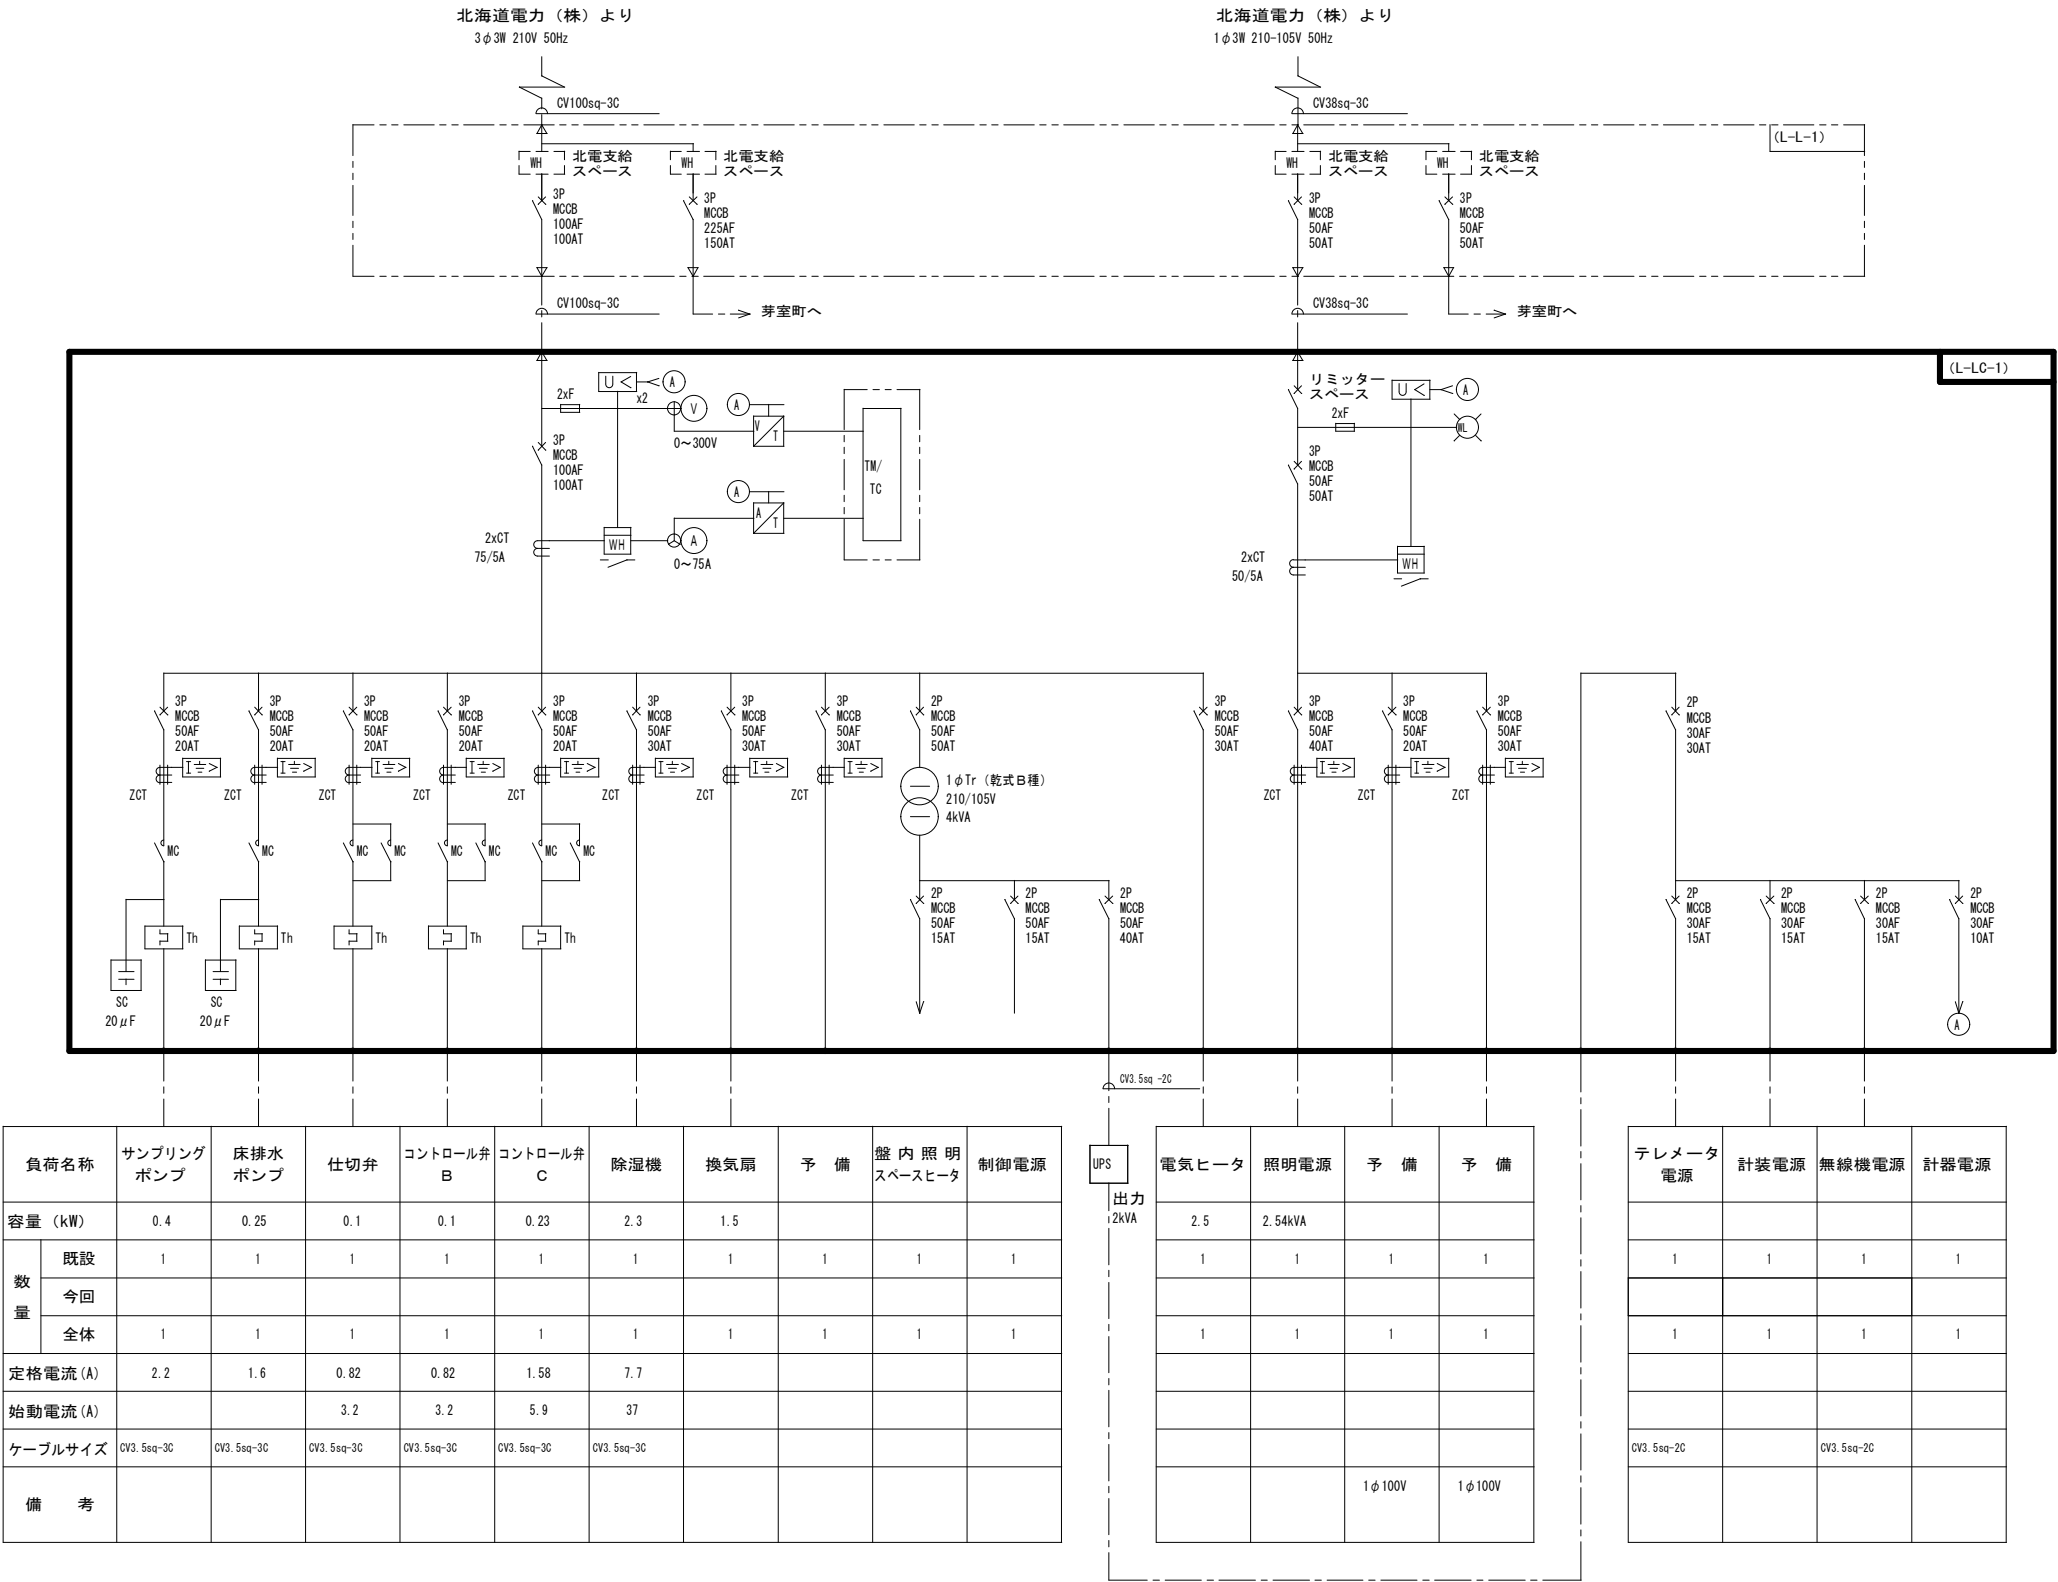 北海道電力（株）より
3φ3W 210V 50Hz
北海道電力（株）より
1φ3W 210-105V 50Hz
CV100sq-3C
CV38sq-3C
(L-L-1)
WH
北電支給
スペース
WH
北電支給
スペース
WH
北電支給
スペース
WH
北電支給
スペース
3P
MCCB
100AF
100AT
3P
MCCB
225AF
150AT
3P
MCCB
50AF
50AT
3P
MCCB
50AF
50AT
CV100sq-3C
芽室町へ
CV38sq-3C
芽室町へ
(L-LC-1)
2xF
U<
A
x2
V
0～300V
A
V
T
TM/
TC
3P
MCCB
100AF
100AT
2xCT
75/5A
WH
A
0～75A
A
A
T
リミッター
スペース
U<
A
2xF
WL
3P
MCCB
50AF
50AT
2xCT
50/5A
WH
3P
MCCB
50AF
20AT
I>
ZCT
3P
MCCB
50AF
20AT
I>
ZCT
3P
MCCB
50AF
20AT
I>
ZCT
3P
MCCB
50AF
20AT
I>
ZCT
3P
MCCB
50AF
20AT
I>
ZCT
3P
MCCB
50AF
30AT
I>
ZCT
3P
MCCB
50AF
30AT
I>
ZCT
3P
MCCB
50AF
30AT
I>
ZCT
2P
MCCB
50AF
50AT
1φTr（乾式B種）
210/105V
4kVA
3P
MCCB
50AF
30AT
3P
MCCB
50AF
40AT
I>
ZCT
3P
MCCB
50AF
20AT
I>
ZCT
3P
MCCB
50AF
30AT
I>
ZCT
2P
MCCB
30AF
30AT
MC
MC
MC
MC
MC
MC
MC
MC
Th
Th
Th
Th
Th
SC
20μF
SC
20μF
2P
MCCB
50AF
15AT
2P
MCCB
50AF
15AT
2P
MCCB
50AF
40AT
2P
MCCB
30AF
15AT
2P
MCCB
30AF
15AT
2P
MCCB
30AF
15AT
2P
MCCB
30AF
10AT
A
CV3.5sq -2C
UPS
出力
2kVA
負荷名称 サンプリングポンプ 床排水ポンプ 仕切弁 コントロール弁B コントロール弁C 除湿機 換気扇 予 備 盤内照明スペースヒータ 制御電源
容量（kW） 0.4 0.25 0.1 0.1 0.23 2.3 1.5
数量
既設 1 1 1 1 1 1 1 1 1 1
今回
全体 1 1 1 1 1 1 1 1 1 1
定格電流(A) 2.2 1.6 0.82 0.82 1.58 7.7
始動電流(A) 3.2 3.2 5.9 37
ケーブルサイズ CV3.5sq-3C CV3.5sq-3C CV3.5sq-3C CV3.5sq-3C CV3.5sq-3C CV3.5sq-3C
備 考
電気ヒータ 照明電源 予 備 予 備
2.5 2.54kVA
1 1 1 1
1 1 1 1
1φ100V 1φ100V
テレメータ電源 計装電源 無線機電源 計器電源
1 1 1 1
1 1 1 1
CV3.5sq-2C CV3.5sq-2C